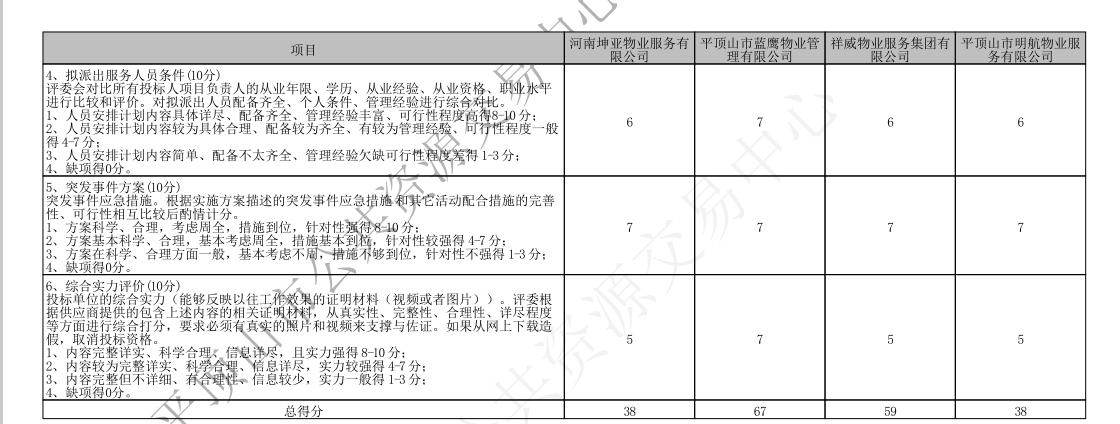 项目 河南坤亚物业服务有限公司 平顶山市蓝鹰物业管理有限公司 祥威物业服务集团有限公司 平顶山市明航物业服务有限公司
4、拟派出服务人员条件(10分)
评委会对比所有投标人项目负责人的从业年限、学历、从业经验、从业资格、职业水平
进行比较和评价。对拟派出人员配备齐全、个人条件、管理经验进行综合对比。
1、人员安排计划内容具体详尽、配备齐全、管理经验丰富、可行性程度高得8-10分;
2、人员安排计划内容较为具体合理、配备较为齐全、有较为管理经验、可行性程度一般
得4-7分;
3、人员安排计划内容简单、配备不太齐全、管理经验欠缺可行性程度差得1-3分;
4、缺项得0分。
6 7 6 6
5、突发事件方案(10分)
突发事件应急措施。根据实施方案描述的突发事件应急措施和其它活动配合措施的完善
性、可行性相互比较后酌情计分。
1、方案科学、合理，考虑周全，措施到位，针对性强得8-10分;
2、方案基本科学、合理，基本考虑周全，措施基本到位，针对性较强得4-7分;
3、方案在科学、合理方面一般，基本考虑不周，措施不够到位，针对性不强得1-3分;
4、缺项得0分。
7 7 7 7
6、综合实力评价(10分)
投标单位的综合实力（能够反映以往工作效果的证明材料（视频或者图片））。评委根
据供应商提供的包含上述内容的相关证明材料，从真实性、完整性、合理性、详尽程度
等方面进行综合打分，要求必须有真实的照片和视频来支撑与佐证。如果从网上下载造
假，取消投标资格。
1、内容完整详实、科学合理、信息详尽，且实力强得8-10分;
2、内容较为完整详实、科学合理、信息详尽，实力较强得4-7分;
3、内容完整但不详细、有合理性、信息较少，实力一般得1-3分;
4、缺项得0分。
5 7 5 5
总得分 38 67 59 38
平顶山市公共资源交易中心
共资源交易中心